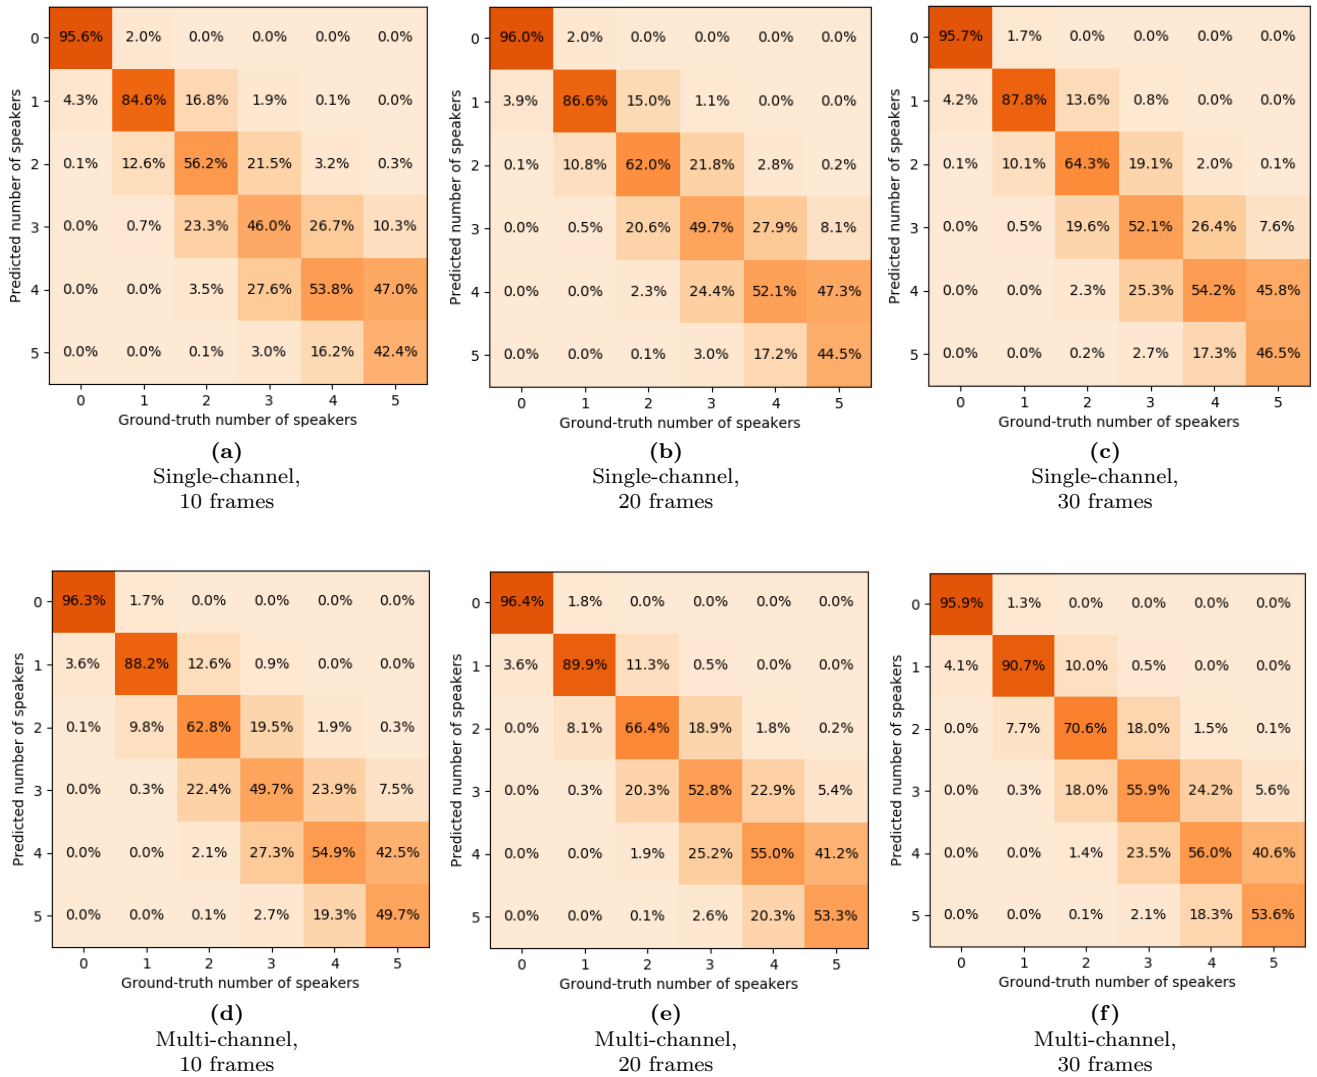 Predicted number of speakers
0 95.6% 2.0% 0.0% 0.0% 0.0% 0.0%
1 4.3% 84.6% 16.8% 1.9% 0.1% 0.0%
2 0.1% 12.6% 56.2% 21.5% 3.2% 0.3%
3 0.0% 0.7% 23.3% 46.0% 26.7% 10.3%
4 0.0% 0.0% 3.5% 27.6% 53.8% 47.0%
5 0.0% 0.0% 0.1% 3.0% 16.2% 42.4%
0 1 2 3 4 5
Ground-truth number of speakers
(a)
Single-channel,
10 frames
Predicted number of speakers
0 96.0% 2.0% 0.0% 0.0% 0.0% 0.0%
1 3.9% 86.6% 15.0% 1.1% 0.0% 0.0%
2 0.1% 10.8% 62.0% 21.8% 2.8% 0.2%
3 0.0% 0.5% 20.6% 49.7% 27.9% 8.1%
4 0.0% 0.0% 2.3% 24.4% 52.1% 47.3%
5 0.0% 0.0% 0.1% 3.0% 17.2% 44.5%
0 1 2 3 4 5
Ground-truth number of speakers
(b)
Single-channel,
20 frames
Predicted number of speakers
0 95.7% 1.7% 0.0% 0.0% 0.0% 0.0%
1 4.2% 87.8% 13.6% 0.8% 0.0% 0.0%
2 0.1% 10.1% 64.3% 19.1% 2.0% 0.1%
3 0.0% 0.5% 19.6% 52.1% 26.4% 7.6%
4 0.0% 0.0% 2.3% 25.3% 54.2% 45.8%
5 0.0% 0.0% 0.2% 2.7% 17.3% 46.5%
0 1 2 3 4 5
Ground-truth number of speakers
(c)
Single-channel,
30 frames
Predicted number of speakers
0 96.3% 1.7% 0.0% 0.0% 0.0% 0.0%
1 3.6% 88.2% 12.6% 0.9% 0.0% 0.0%
2 0.1% 9.8% 62.8% 19.5% 1.9% 0.3%
3 0.0% 0.3% 22.4% 49.7% 23.9% 7.5%
4 0.0% 0.0% 2.1% 27.3% 54.9% 42.5%
5 0.0% 0.0% 0.1% 2.7% 19.3% 49.7%
0 1 2 3 4 5
Ground-truth number of speakers
(d)
Multi-channel,
10 frames
Predicted number of speakers
0 96.4% 1.8% 0.0% 0.0% 0.0% 0.0%
1 3.6% 89.9% 11.3% 0.5% 0.0% 0.0%
2 0.0% 8.1% 66.4% 18.9% 1.8% 0.2%
3 0.0% 0.3% 20.3% 52.8% 22.9% 5.4%
4 0.0% 0.0% 1.9% 25.2% 55.0% 41.2%
5 0.0% 0.0% 0.1% 2.6% 20.3% 53.3%
0 1 2 3 4 5
Ground-truth number of speakers
(e)
Multi-channel,
20 frames
Predicted number of speakers
0 95.9% 1.3% 0.0% 0.0% 0.0% 0.0%
1 4.1% 90.7% 10.0% 0.5% 0.0% 0.0%
2 0.0% 7.7% 70.6% 18.0% 1.5% 0.1%
3 0.0% 0.3% 18.0% 55.9% 24.2% 5.6%
4 0.0% 0.0% 1.4% 23.5% 56.0% 40.6%
5 0.0% 0.0% 0.1% 2.1% 18.3% 53.6%
0 1 2 3 4 5
Ground-truth number of speakers
(f)
Multi-channel,
30 frames